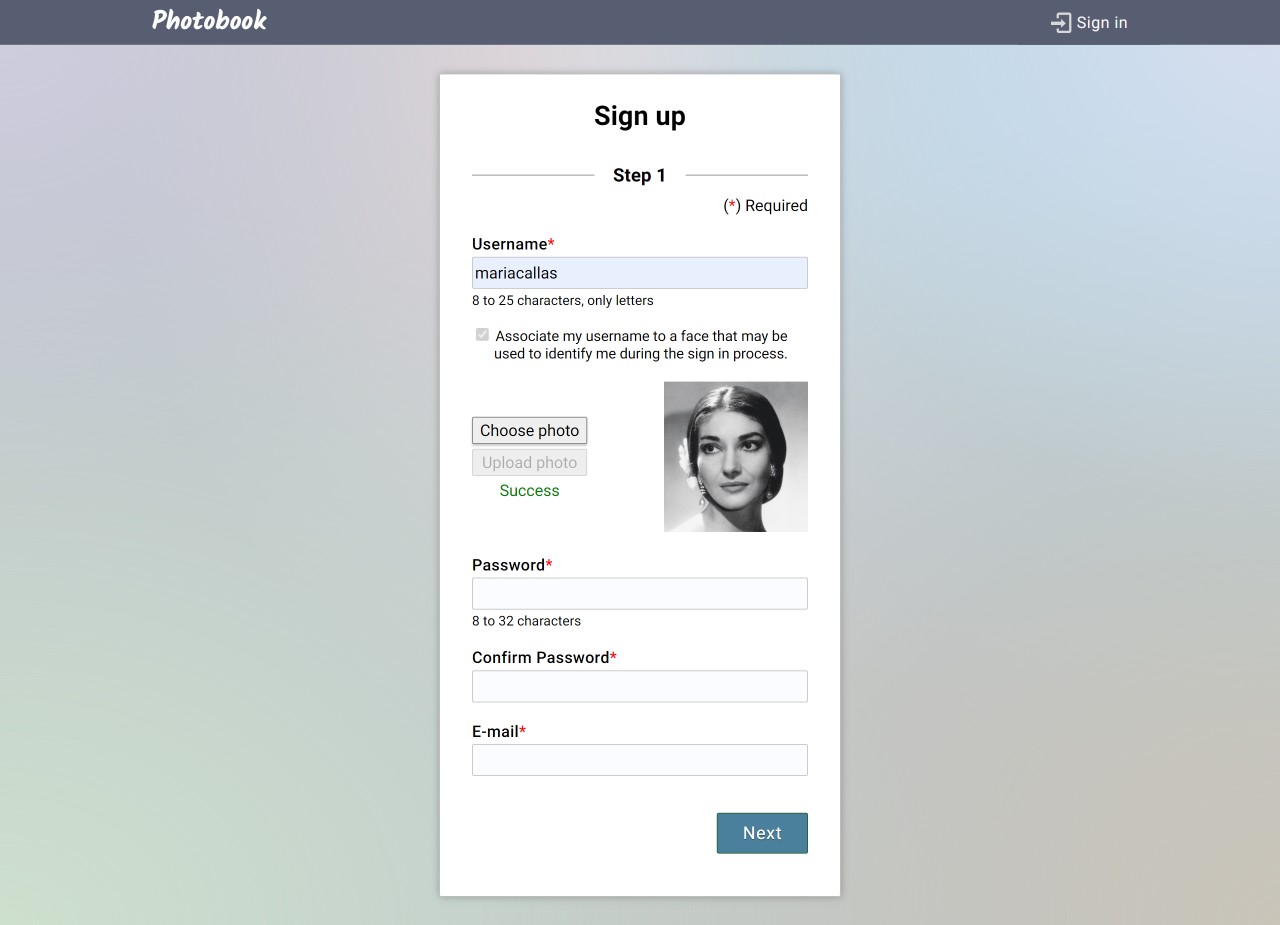 Photobook
Sign in
Sign up
Step 1
(*) Required
Username*
mariacallas
8 to 25 characters, only letters
Associate my username to a face that may be
used to identify me during the sign in process.
Choose photo
Upload photo
Success
Password*
8 to 32 characters
Confirm Password*
E-mail*
Next